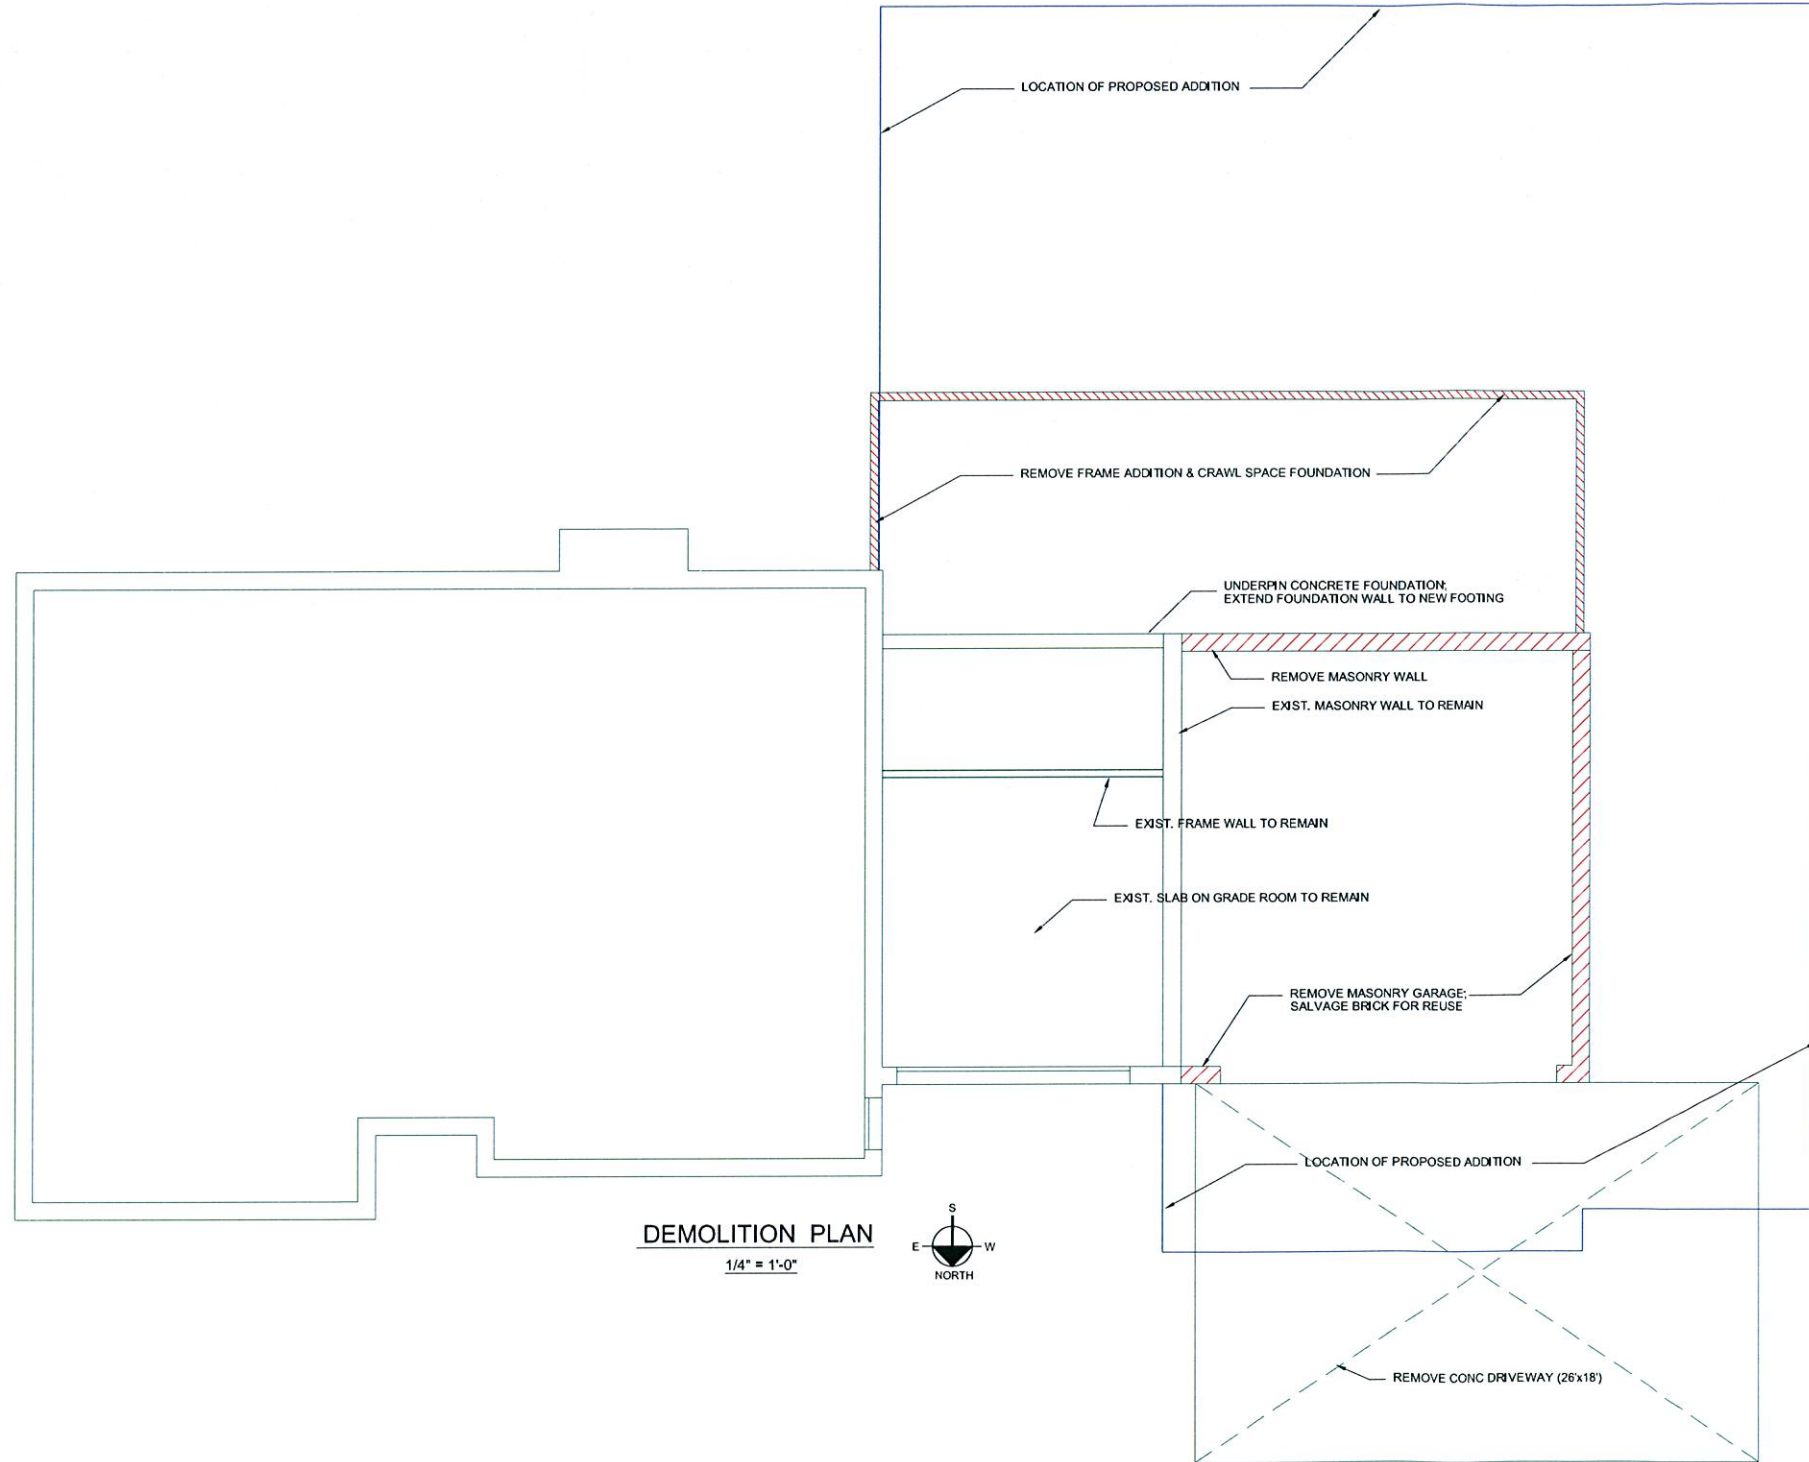 LOCATION OF PROPOSED ADDITION
REMOVE FRAME ADDITION & CRAWL SPACE FOUNDATION
UNDERPIN CONCRETE FOUNDATION;
EXTEND FOUNDATION WALL TO NEW FOOTING
REMOVE MASONRY WALL
EXIST. MASONRY WALL TO REMAIN
EXIST. FRAME WALL TO REMAIN
EXIST. SLAB ON GRADE ROOM TO REMAIN
REMOVE MASONRY GARAGE;
SALVAGE BRICK FOR REUSE
LOCATION OF PROPOSED ADDITION
DEMOLITION PLAN
1/4" = 1'-0"
S
E W
NORTH
REMOVE CONC DRIVEWAY (26'x18')